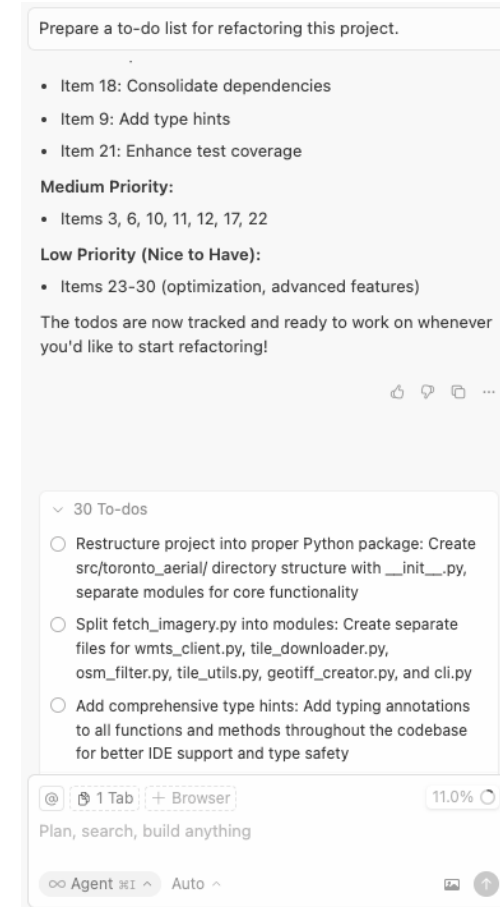 Prepare a to-do list for refactoring this project.
• Item 18: Consolidate dependencies
• Item 9: Add type hints
• Item 21: Enhance test coverage
Medium Priority:
• Items 3, 6, 10, 11, 12, 17, 22
Low Priority (Nice to Have):
• Items 23-30 (optimization, advanced features)
The todos are now tracked and ready to work on whenever
you'd like to start refactoring!
30 To-dos
Restructure project into proper Python package: Create
src/toronto_aerial/ directory structure with __init__.py,
separate modules for core functionality
Split fetch_imagery.py into modules: Create separate
files for wmts_client.py, tile_downloader.py,
osm_filter.py, tile_utils.py, geotiff_creator.py, and cli.py
Add comprehensive type hints: Add typing annotations
to all functions and methods throughout the codebase
for better IDE support and type safety
@ 1 Tab + Browser 11.0%
Plan, search, build anything
∞ Agent ⌘I Auto